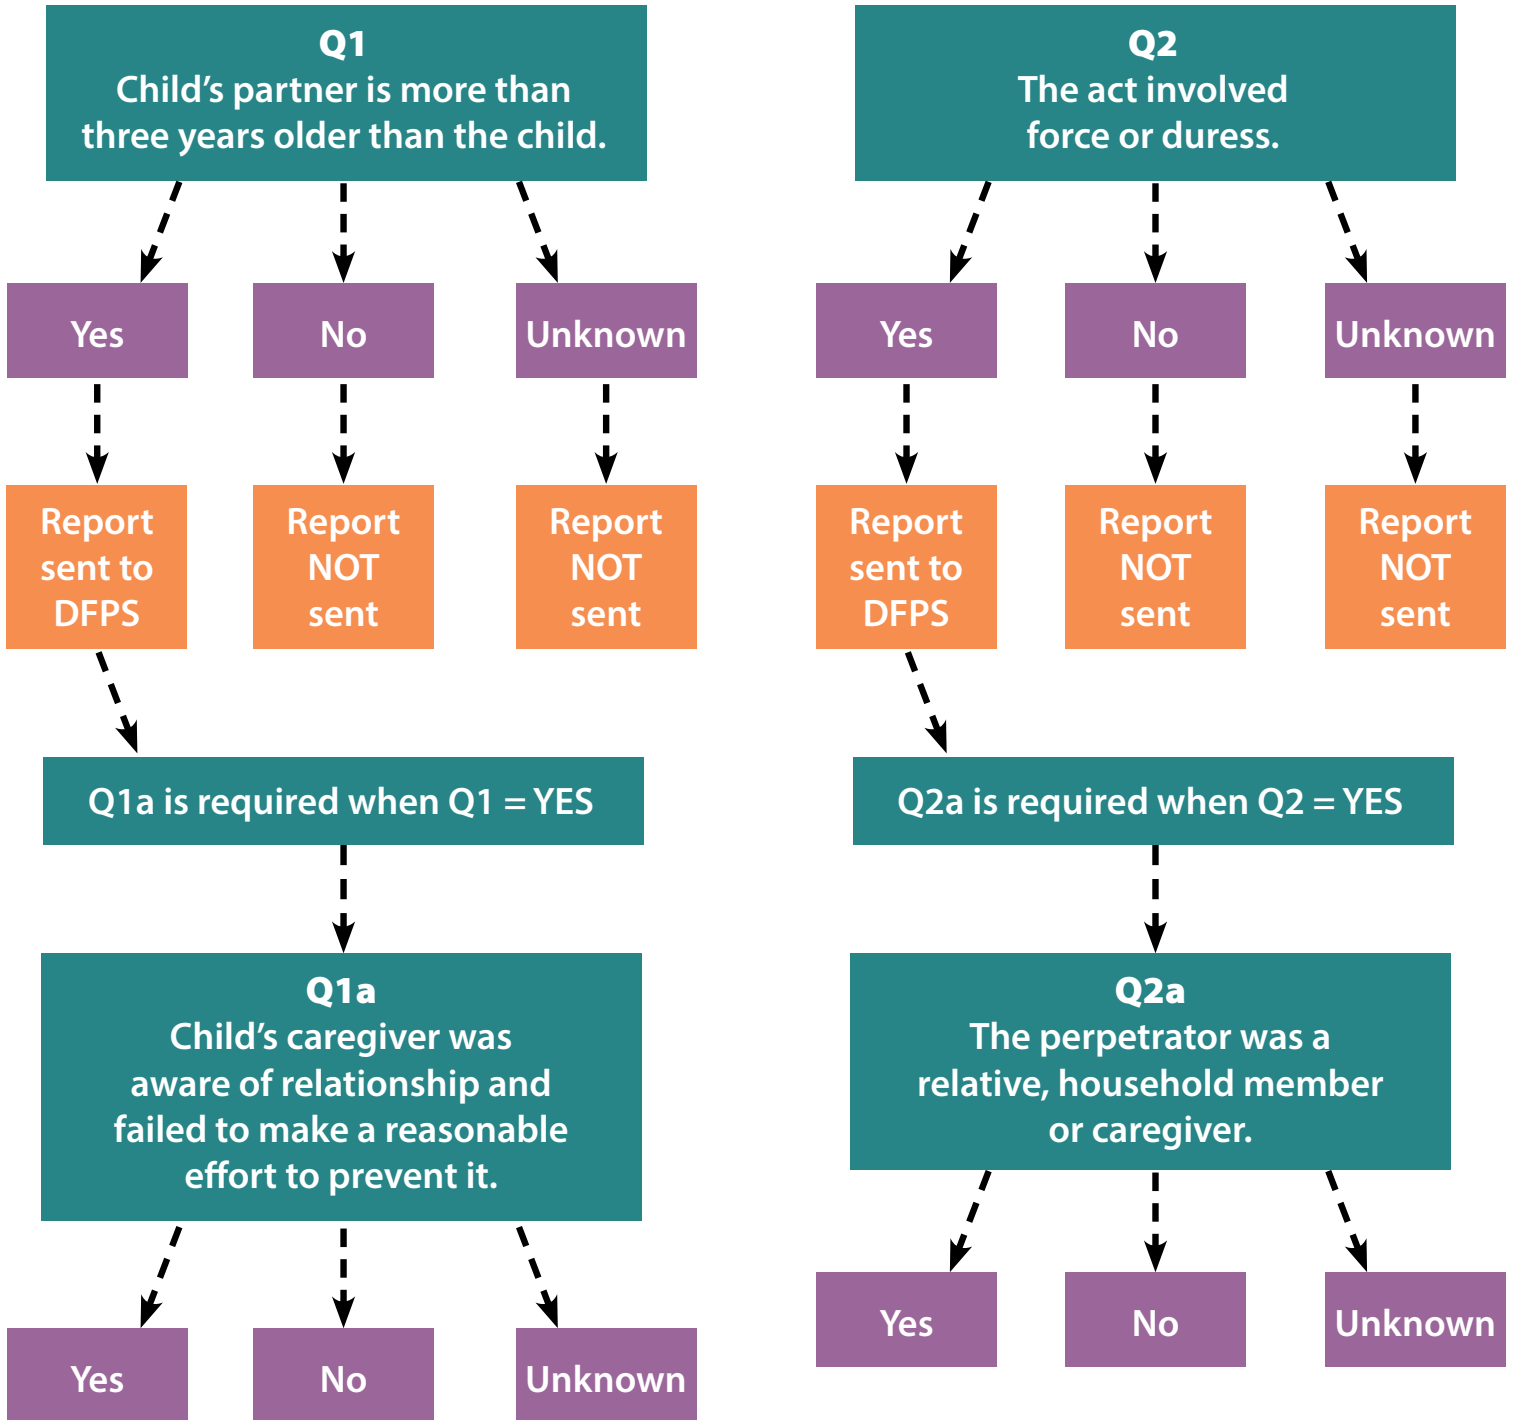 Q1
Child’s partner is more than
three years older than the child.
Yes
No
Unknown
Report
sent to
DFPS
Report
NOT
sent
Report
NOT
sent
Q1a is required when Q1 = YES
Q1a
Child’s caregiver was
aware of relationship and
failed to make a reasonable
effort to prevent it.
Yes
No
Unknown
Q2
The act involved
force or duress.
Yes
No
Unknown
Report
sent to
DFPS
Report
NOT
sent
Report
NOT
sent
Q2a is required when Q2 = YES
Q2a
The perpetrator was a
relative, household member
or caregiver.
Yes
No
Unknown